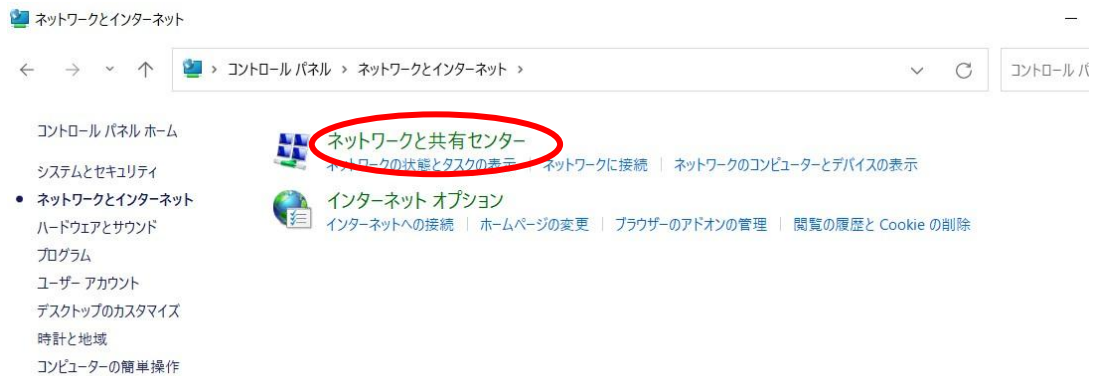 ネットワークとインターネット
コントロール パネル › ネットワークとインターネット ›
コントロール パ
コントロール パネル ホーム
システムとセキュリティ
ネットワークとインターネット
ハードウェアとサウンド
プログラム
ユーザー アカウント
デスクトップのカスタマイズ
時計と地域
コンピューターの簡単操作
ネットワークと共有センター
ネットワークの状態とタスクの表示 | ネットワークに接続 | ネットワークのコンピューターとデバイスの表示
インターネット オプション
インターネットへの接続 | ホームページの変更 | ブラウザーのアドオンの管理 | 閲覧の履歴と Cookie の削除